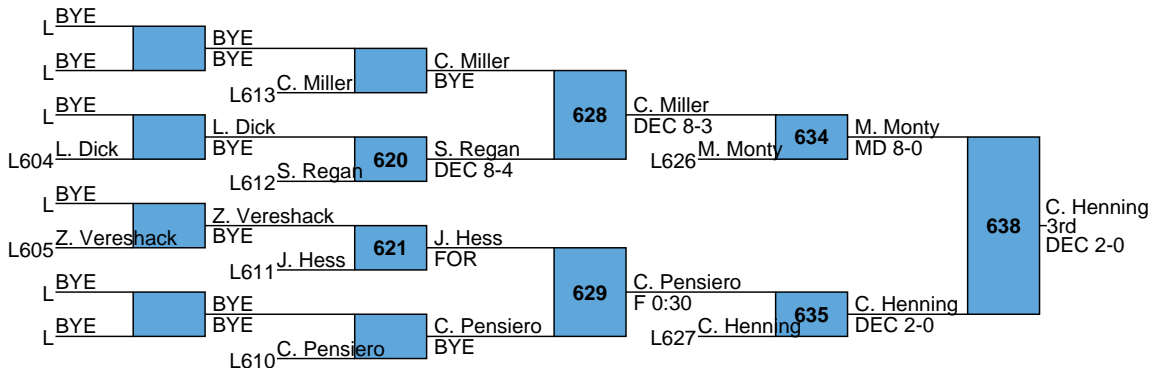 L BYE
L BYE
BYE
BYE
L613 C. Miller
C. Miller
BYE
L BYE
L604 L. Dick
L. Dick
BYE
L612 S. Regan
620
S. Regan
DEC 8-4
628
C. Miller
DEC 8-3
L626 M. Monty
634
M. Monty
MD 8-0
L BYE
L605 Z. Vereshack
Z. Vereshack
BYE
L611 J. Hess
621
J. Hess
FOR
L BYE
L BYE
BYE
BYE
L610 C. Pensiero
C. Pensiero
BYE
629
C. Pensiero
F 0:30
L627 C. Henning
635
C. Henning
DEC 2-0
638
C. Henning
3rd
DEC 2-0